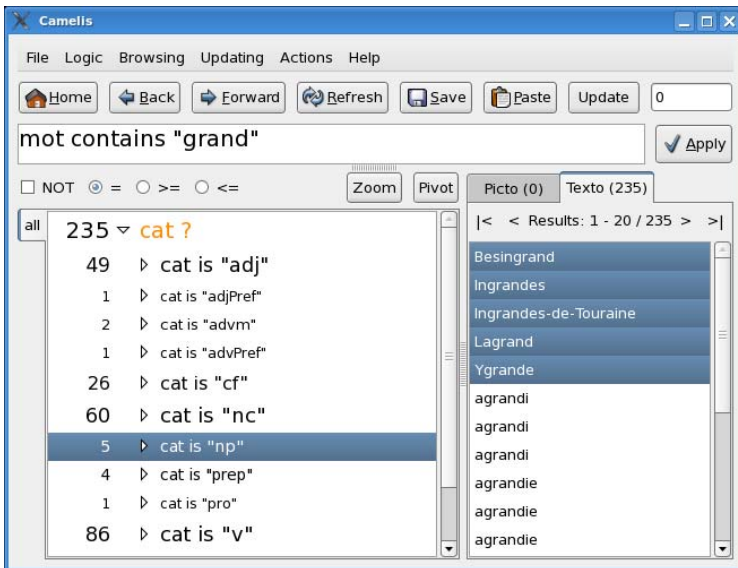 Camelis
File Logic Browsing Updating Actions Help
Home Back Forward Refresh Save Paste Update 0
mot contains "grand"
Apply
NOT = >= <= Zoom Pivot
Picto (0) Texto (235)
all
235 cat ?
49 cat is "adj"
1 cat is "adjPref"
2 cat is "advm"
1 cat is "advPref"
26 cat is "cf"
60 cat is "nc"
5 cat is "np"
4 cat is "prep"
1 cat is "pro"
86 cat is "v"
|< < Results: 1 - 20 / 235 > >|
Besingrand
Ingrandes
Ingrandes-de-Touraine
Lagrand
Ygrande
agrandi
agrandi
agrandi
agrandie
agrandie
agrandie